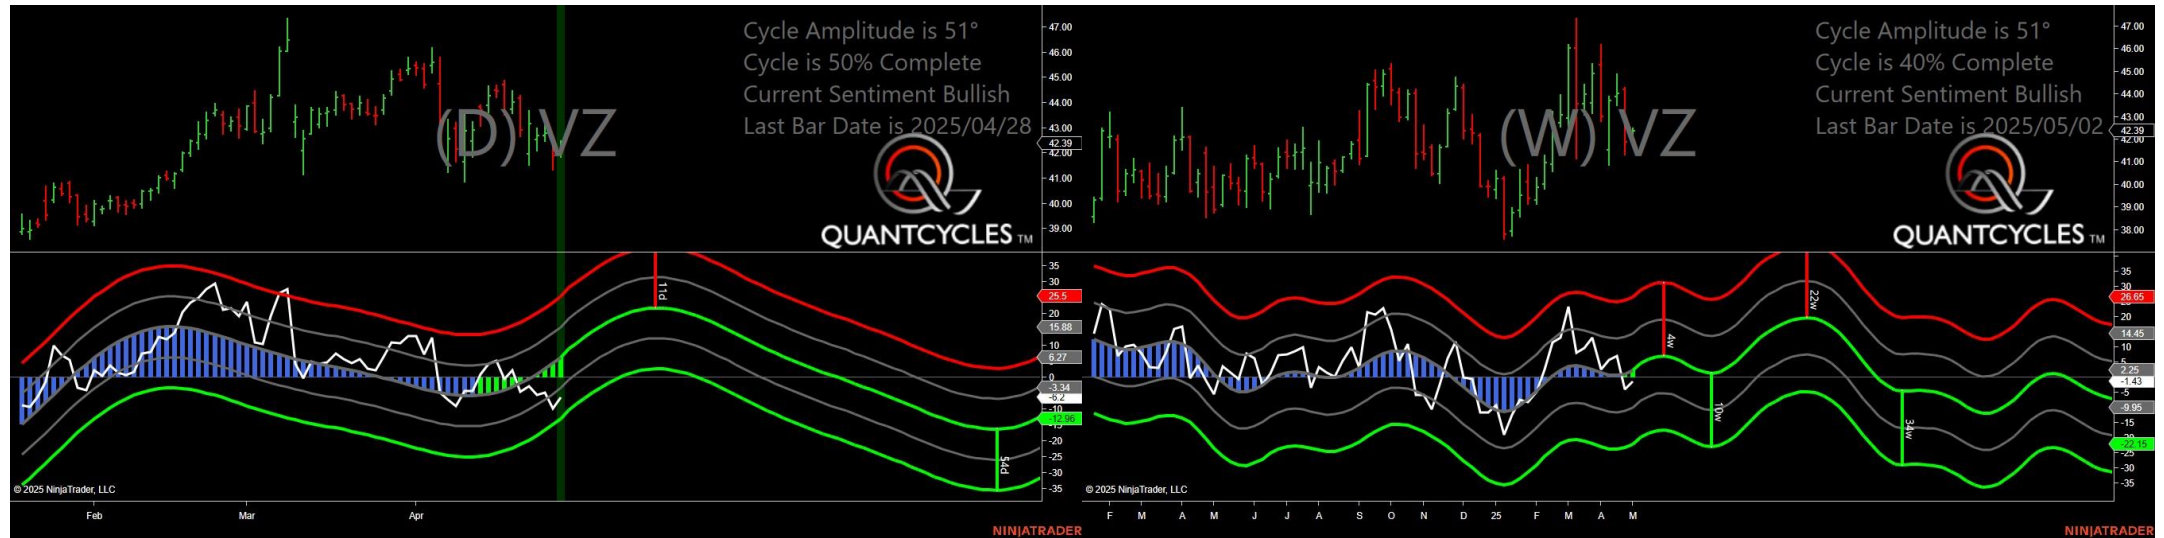 Cycle Amplitude is 51°
Cycle is 50% Complete
Current Sentiment Bullish
Last Bar Date is 2025/04/28
(D) VZ
QUANTCYCLES TM
47.00
46.00
45.00
44.00
43.00
42.39
42.00
41.00
40.00
39.00
11d
54d
35
30
25.5
20
15.88
10
6.27
0
-3.34
-6.2
-10
-12.96
-15
-20
-25
-30
-35
© 2025 NinjaTrader, LLC
Feb Mar Apr
NINJATRADER
Cycle Amplitude is 51°
Cycle is 40% Complete
Current Sentiment Bullish
Last Bar Date is 2025/05/02
(W) VZ
QUANTCYCLES TM
47.00
46.00
45.00
44.00
43.00
42.39
42.00
41.00
40.00
39.00
38.00
4w
10w
22w
34w
35
30
26.65
20
14.45
10
5
2.25
-1.43
-5
-9.95
-15
-22.15
-25
-30
-35
© 2025 NinjaTrader, LLC
F M A M J J A S O N D 25 F M A M
NINJATRADER